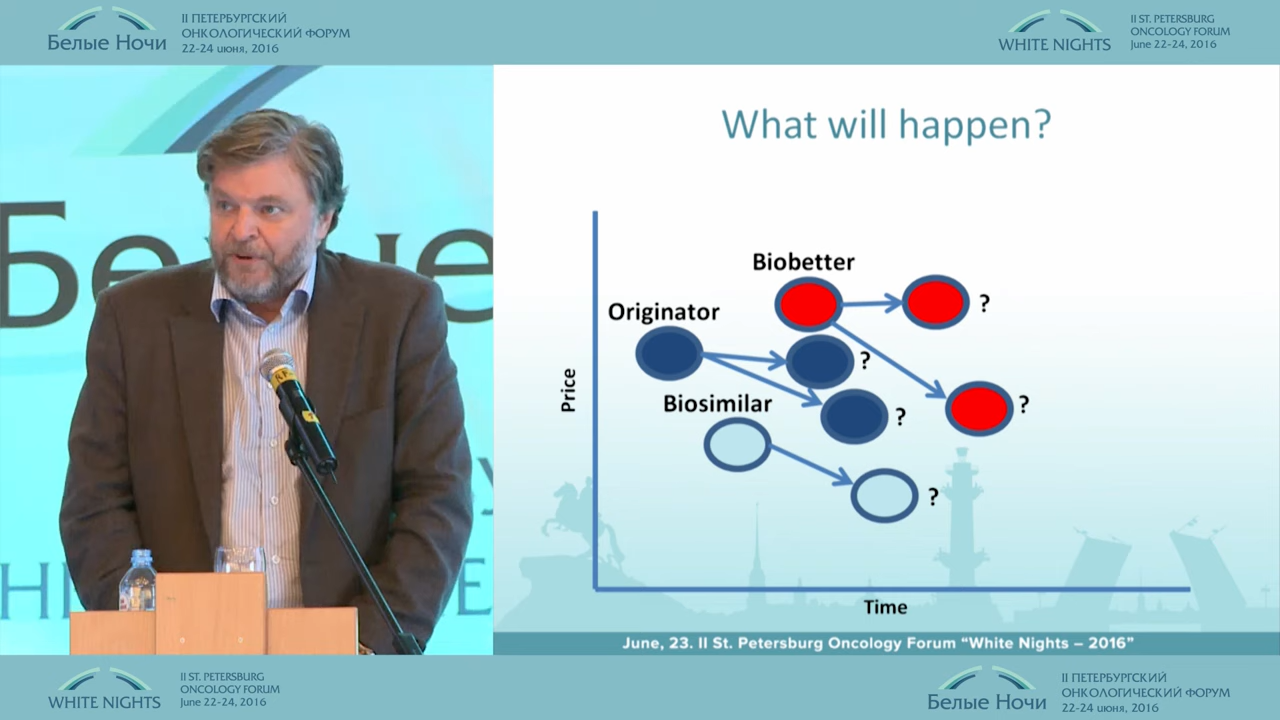 Белые Ночи
II ПЕТЕРБУРГСКИЙ
ОНКОЛОГИЧЕСКИЙ ФОРУМ
22-24 июня, 2016
WHITE NIGHTS
II ST. PETERSBURG
ONCOLOGY FORUM
June 22-24, 2016
What will happen?
Biobetter
Originator
?
?
Biosimilar
?
?
?
Price
Time
June, 23. II St. Petersburg Oncology Forum “White Nights – 2016”
WHITE NIGHTS
II ST. PETERSBURG
ONCOLOGY FORUM
June 22-24, 2016
Белые Ночи
II ПЕТЕРБУРГСКИЙ
ОНКОЛОГИЧЕСКИЙ ФОРУМ
22-24 июня, 2016